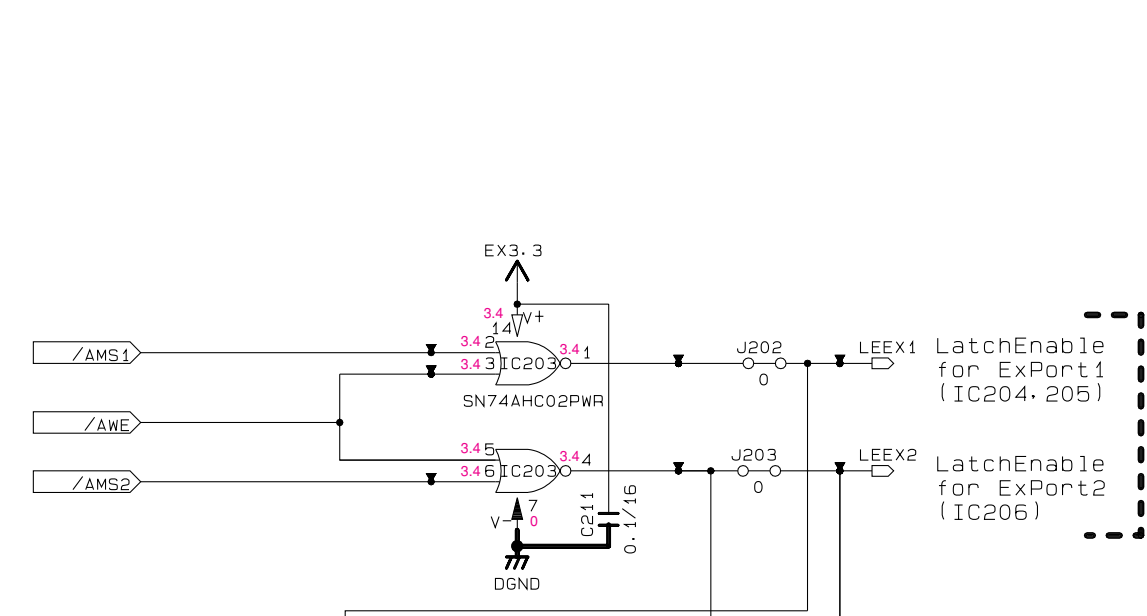 EX3.3
3.4
V+
14
/AMS1
3.4 2
3.4 3
IC203
3.4 1
J202
0
LEEX1
LatchEnable
for ExPort1
(IC204,205)
SN74AHC02PWR
/AWE
3.4 5
3.4 6
IC203
3.4 4
J203
0
LEEX2
LatchEnable
for ExPort2
(IC206)
/AMS2
7
V-
0
C211
0.1/16
DGND